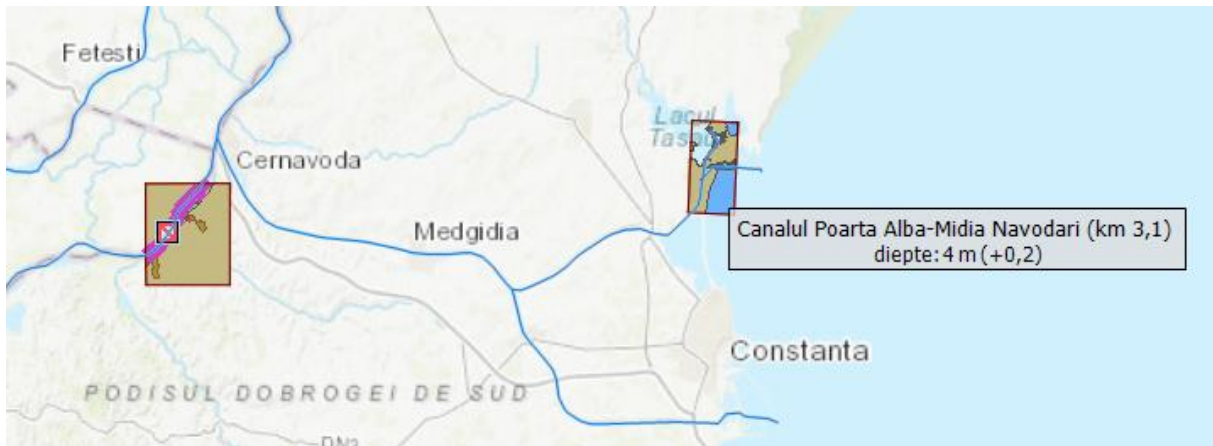 Fetesti
Lacul
Tasaul
Cernavoda
Medgidia
Canalul Poarta Alba-Midia Navodari (km 3,1)
diepte: 4 m (+0,2)
Constanta
PODISUL DOBROGEI DE SUD